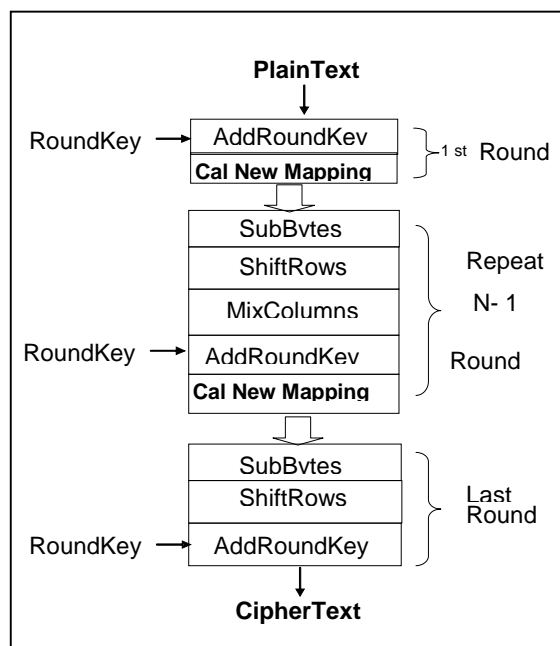 PlainText
RoundKey
AddRoundKev
Cal New Mapping
1 st Round
SubBvtes
ShiftRows
MixColumns
RoundKey
AddRoundKev
Cal New Mapping
Repeat
N- 1
Round
SubBvtes
ShiftRows
RoundKey
AddRoundKey
Last
Round
CipherText